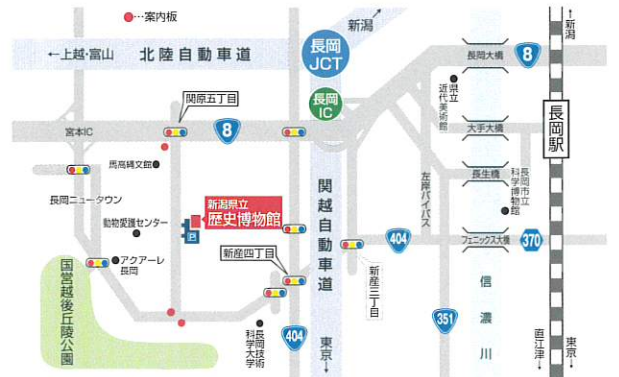 ●…案内板
新潟
←上越・富山
北陸自動車道
長岡
JCT
長岡
IC
長岡大橋
8
↑新潟
関原五丁目
宮本IC
8
県立
近代美術館
大手大橋
長岡駅
馬高縄文館
長生橋
長岡ニュータウン
新潟県立
歴史博物館
P
関越自動車道
左岸バイパス
長岡市立
科学博物館
動物愛護センター
404
フェニックス大橋
370
アクアーレ
長岡
新産四丁目
新産三丁目
国営越後丘陵公園
信濃川
351
長岡技術
科学大学
404
東京↓
直江津↓
東京↓